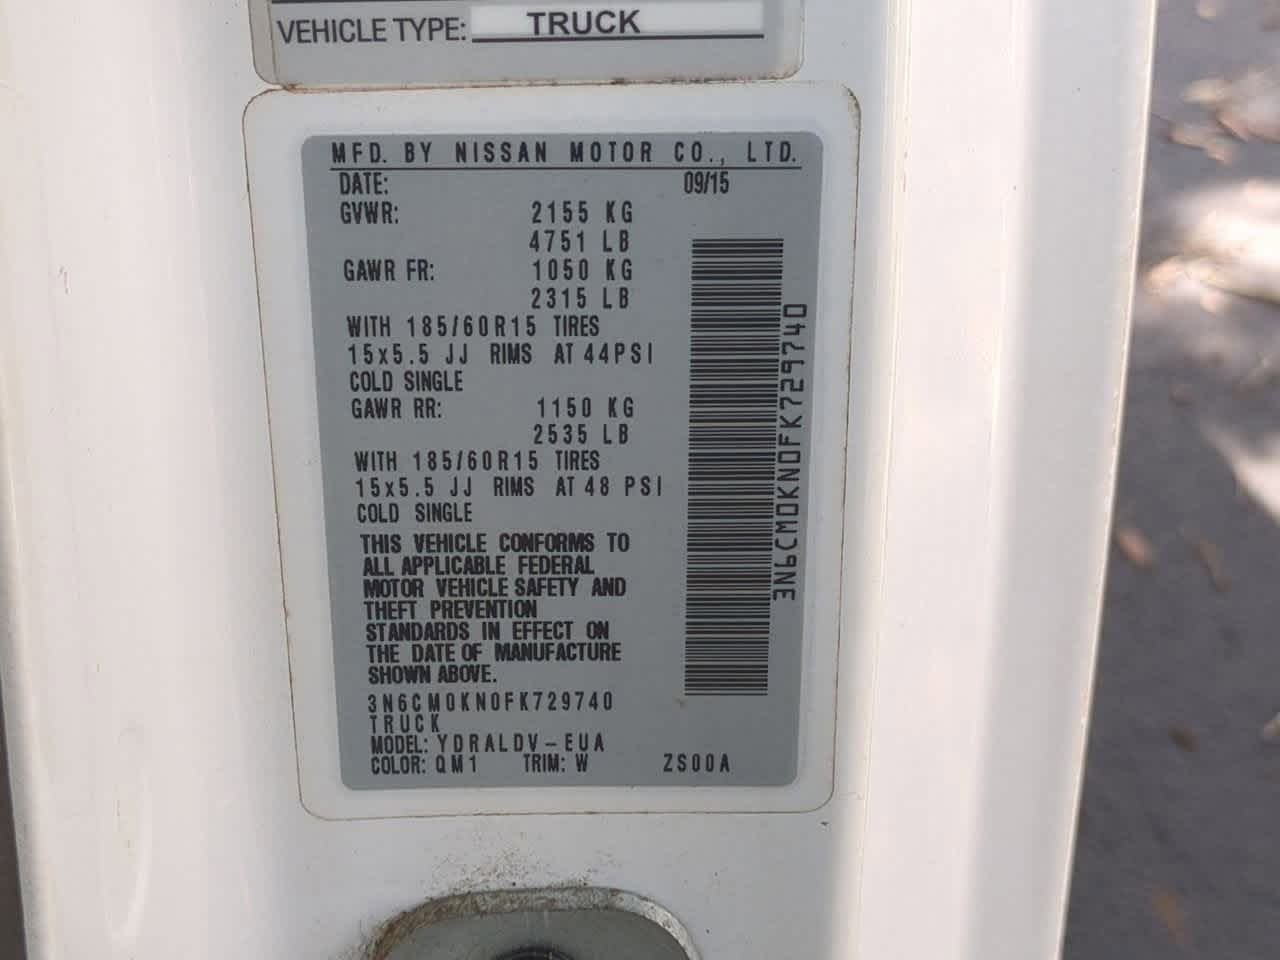 VEHICLE TYPE: TRUCK
MFD. BY NISSAN MOTOR CO., LTD.
DATE: 09/15
GVWR: 2155 KG
4751 LB
GAWR FR: 1050 KG
2315 LB
WITH 185/60R15 TIRES
15x5.5 JJ RIMS AT 44PSI
COLD SINGLE
GAWR RR: 1150 KG
2535 LB
WITH 185/60R15 TIRES
15x5.5 JJ RIMS AT 48 PSI
COLD SINGLE
THIS VEHICLE CONFORMS TO
ALL APPLICABLE FEDERAL
MOTOR VEHICLE SAFETY AND
THEFT PREVENTION
STANDARDS IN EFFECT ON
THE DATE OF MANUFACTURE
SHOWN ABOVE.
3N6CM0KN0FK729740
TRUCK
MODEL: YDRALDV-EUA
COLOR: QM1 TRIM: W ZS00A
3N6CM0KN0FK729740